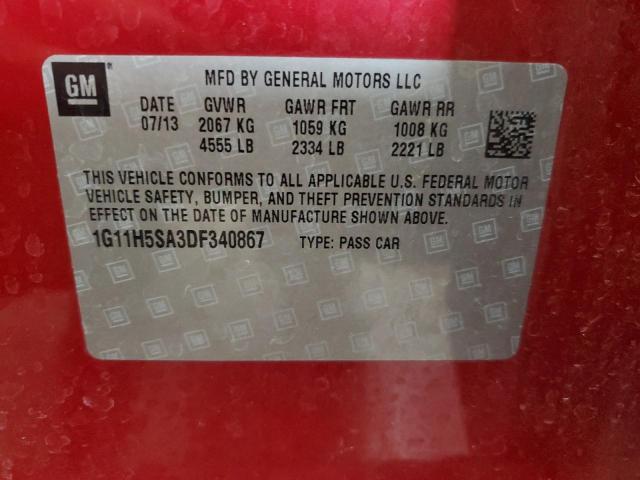 GM
MFD BY GENERAL MOTORS LLC
DATE GVWR GAWR FRT GAWR RR
07/13 2067 KG 1059 KG 1008 KG
4555 LB 2334 LB 2221 LB
THIS VEHICLE CONFORMS TO ALL APPLICABLE U.S. FEDERAL MOTOR
VEHICLE SAFETY, BUMPER, AND THEFT PREVENTION STANDARDS IN
EFFECT ON THE DATE OF MANUFACTURE SHOWN ABOVE.
1G11H5SA3DF340867 TYPE: PASS CAR